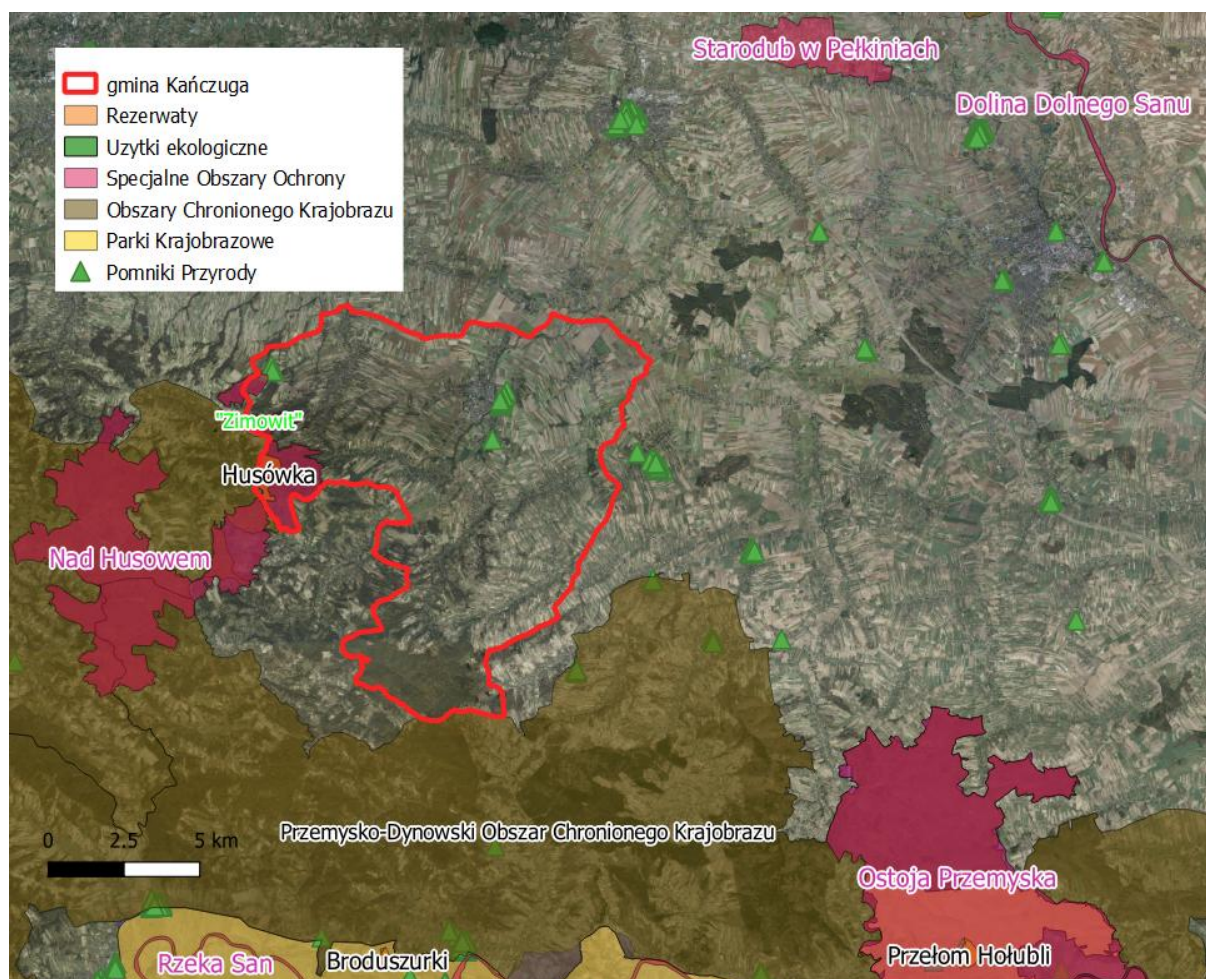 gmina Kańczuga
Rezerwaty
Uzytki ekologiczne
Specjalne Obszary Ochrony
Obszary Chronionego Krajobrazu
Parki Krajobrazowe
Pomniki Przyrody
Starodub w Pełkiniach
Dolina Dolnego Sanu
"Zimowit"
Husówka
Nad Husowem
0 2.5 5 km
Przemysko-Dynowski Obszar Chronionego Krajobrazu
Ostoja Przemyska
Rzeka San
Broduszurki
Przełom Hołubli